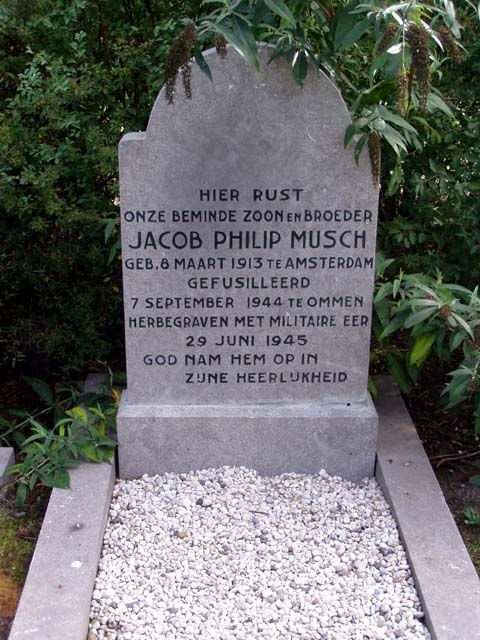 HIER RUST
ONZE BEMINDE ZOON EN BROEDER
JACOB PHILIP MUSCH
GEB. 8 MAART 1913 TE AMSTERDAM
GEFUSILLEERD
7 SEPTEMBER 1944 TE OMMEN
HERBEGRAVEN MET MILITAIRE EER
29 JUNI 1945
GOD NAM HEM OP IN
ZIJNE HEERLIJKHEID